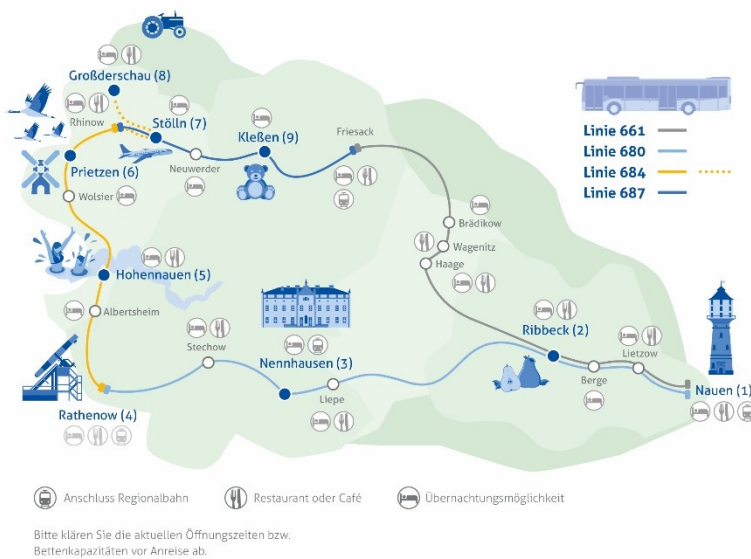 Großderschau (8)
Rhinow
Stölln (7)
Kleßen (9)
Friesack
Linie 661
Linie 680
Linie 684
Linie 687
Prietzen (6)
Neuwerder
Wolsier
Brädikow
Wagenitz
Haage
Hohennauen (5)
Albertsheim
Ribbeck (2)
Stechow
Nennhausen (3)
Lietzow
Liepe
Berge
Nauen (1)
Rathenow (4)
Anschluss Regionalbahn
Restaurant oder Café
Übernachtungsmöglichkeit
Bitte klären Sie die aktuellen Öffnungszeiten bzw.
Bettenkapazitäten vor Anreise ab.